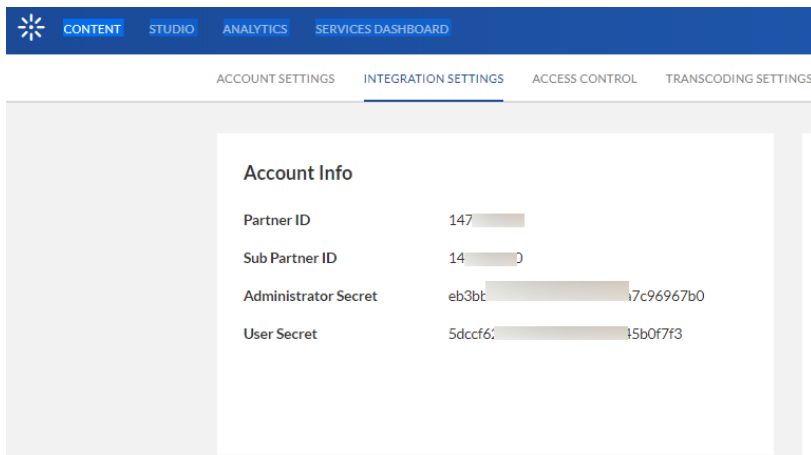 CONTENT STUDIO ANALYTICS SERVICES DASHBOARD
ACCOUNT SETTINGS INTEGRATION SETTINGS ACCESS CONTROL TRANSCODING SETTINGS
Account Info
Partner ID 147
Sub Partner ID 14 0
Administrator Secret eb3bb a7c96967b0
User Secret 5dccf62 45b0f7f3